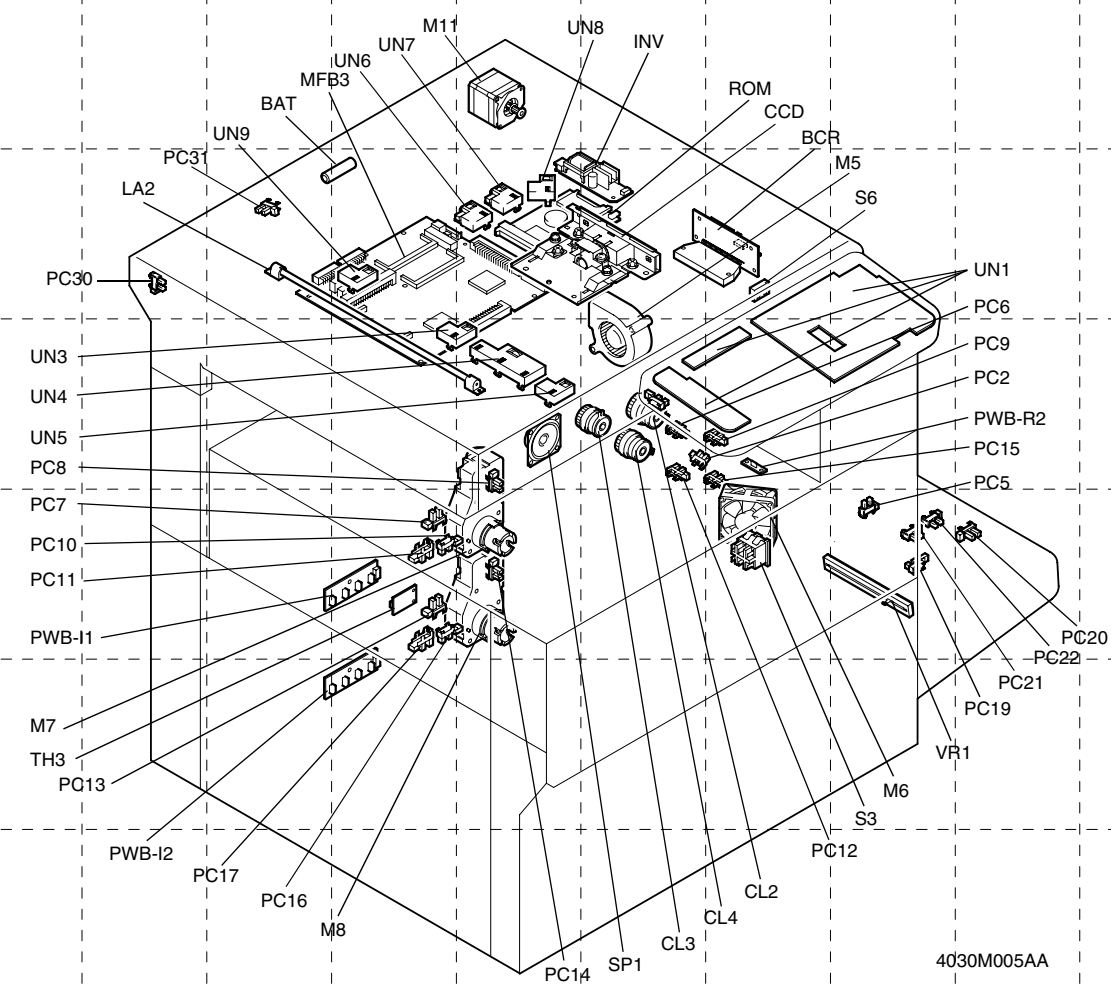 M11
UN8
UN7
INV
UN6
MFB3
ROM
BAT
CCD
UN9
BCR
PC31
M5
LA2
S6
PC30
UN1
PC6
UN3
PC9
UN4
PC2
UN5
PWB-R2
PC8
PC15
PC7
PC5
PC10
PC11
PWB-I1
PC20
PC22
PC21
PC19
M7
VR1
TH3
PC13
M6
S3
PWB-I2
PC12
PC17
CL2
PC16
CL4
M8
CL3
SP1
PC14
4030M005AA